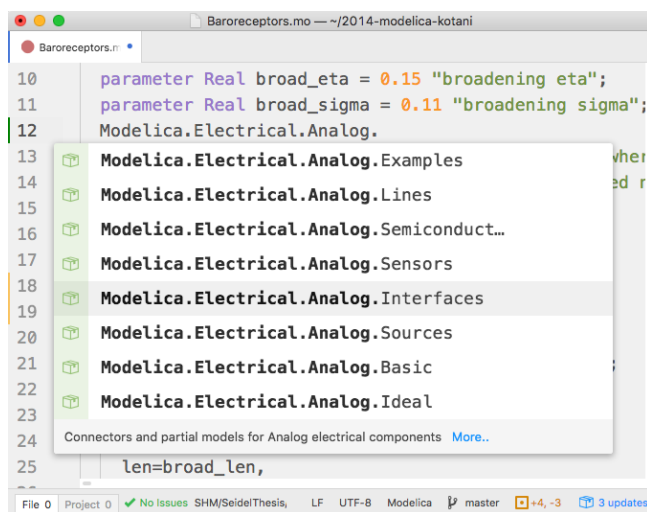 Baroreceptors.mo — ~/2014-modelica-kotani
Baroreceptors.m
10 parameter Real broad_eta = 0.15 "broadening eta";
11 parameter Real broad_sigma = 0.11 "broadening sigma";
12 Modelica.Electrical.Analog.
13
14
15
16
17
18
19
20
21 ;
22
23
24
25 len=broad_len,
Modelica.Electrical.Analog.Examples
Modelica.Electrical.Analog.Lines
Modelica.Electrical.Analog.Semiconduct…
Modelica.Electrical.Analog.Sensors
Modelica.Electrical.Analog.Interfaces
Modelica.Electrical.Analog.Sources
Modelica.Electrical.Analog.Basic
Modelica.Electrical.Analog.Ideal
Connectors and partial models for Analog electrical components More..
File 0 Project 0 No Issues SHM/SeidelThesis, LF UTF-8 Modelica master +4, -3 3 updates